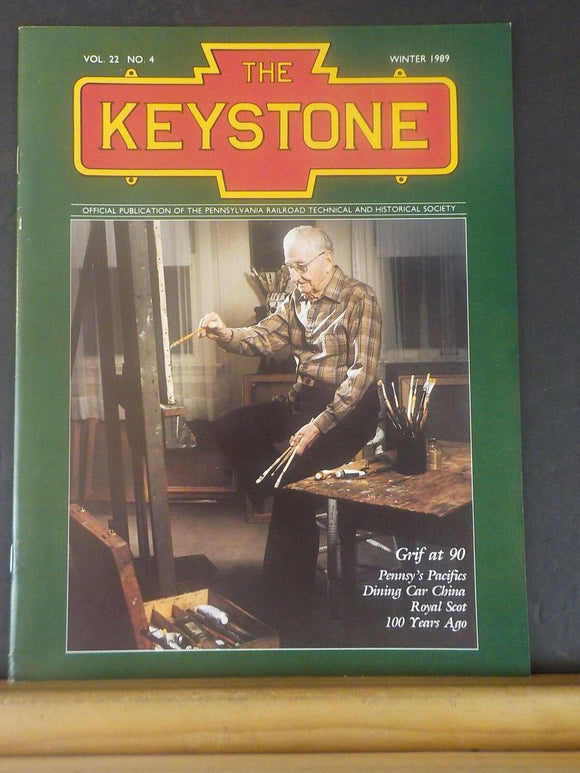 VOL. 22 NO. 4
WINTER 1989
THE
KEYSTONE
OFFICIAL PUBLICATION OF THE PENNSYLVANIA RAILROAD TECHNICAL AND HISTORICAL SOCIETY
Grif at 90
Pennsy's Pacifics
Dining Car China
Royal Scot
100 Years Ago